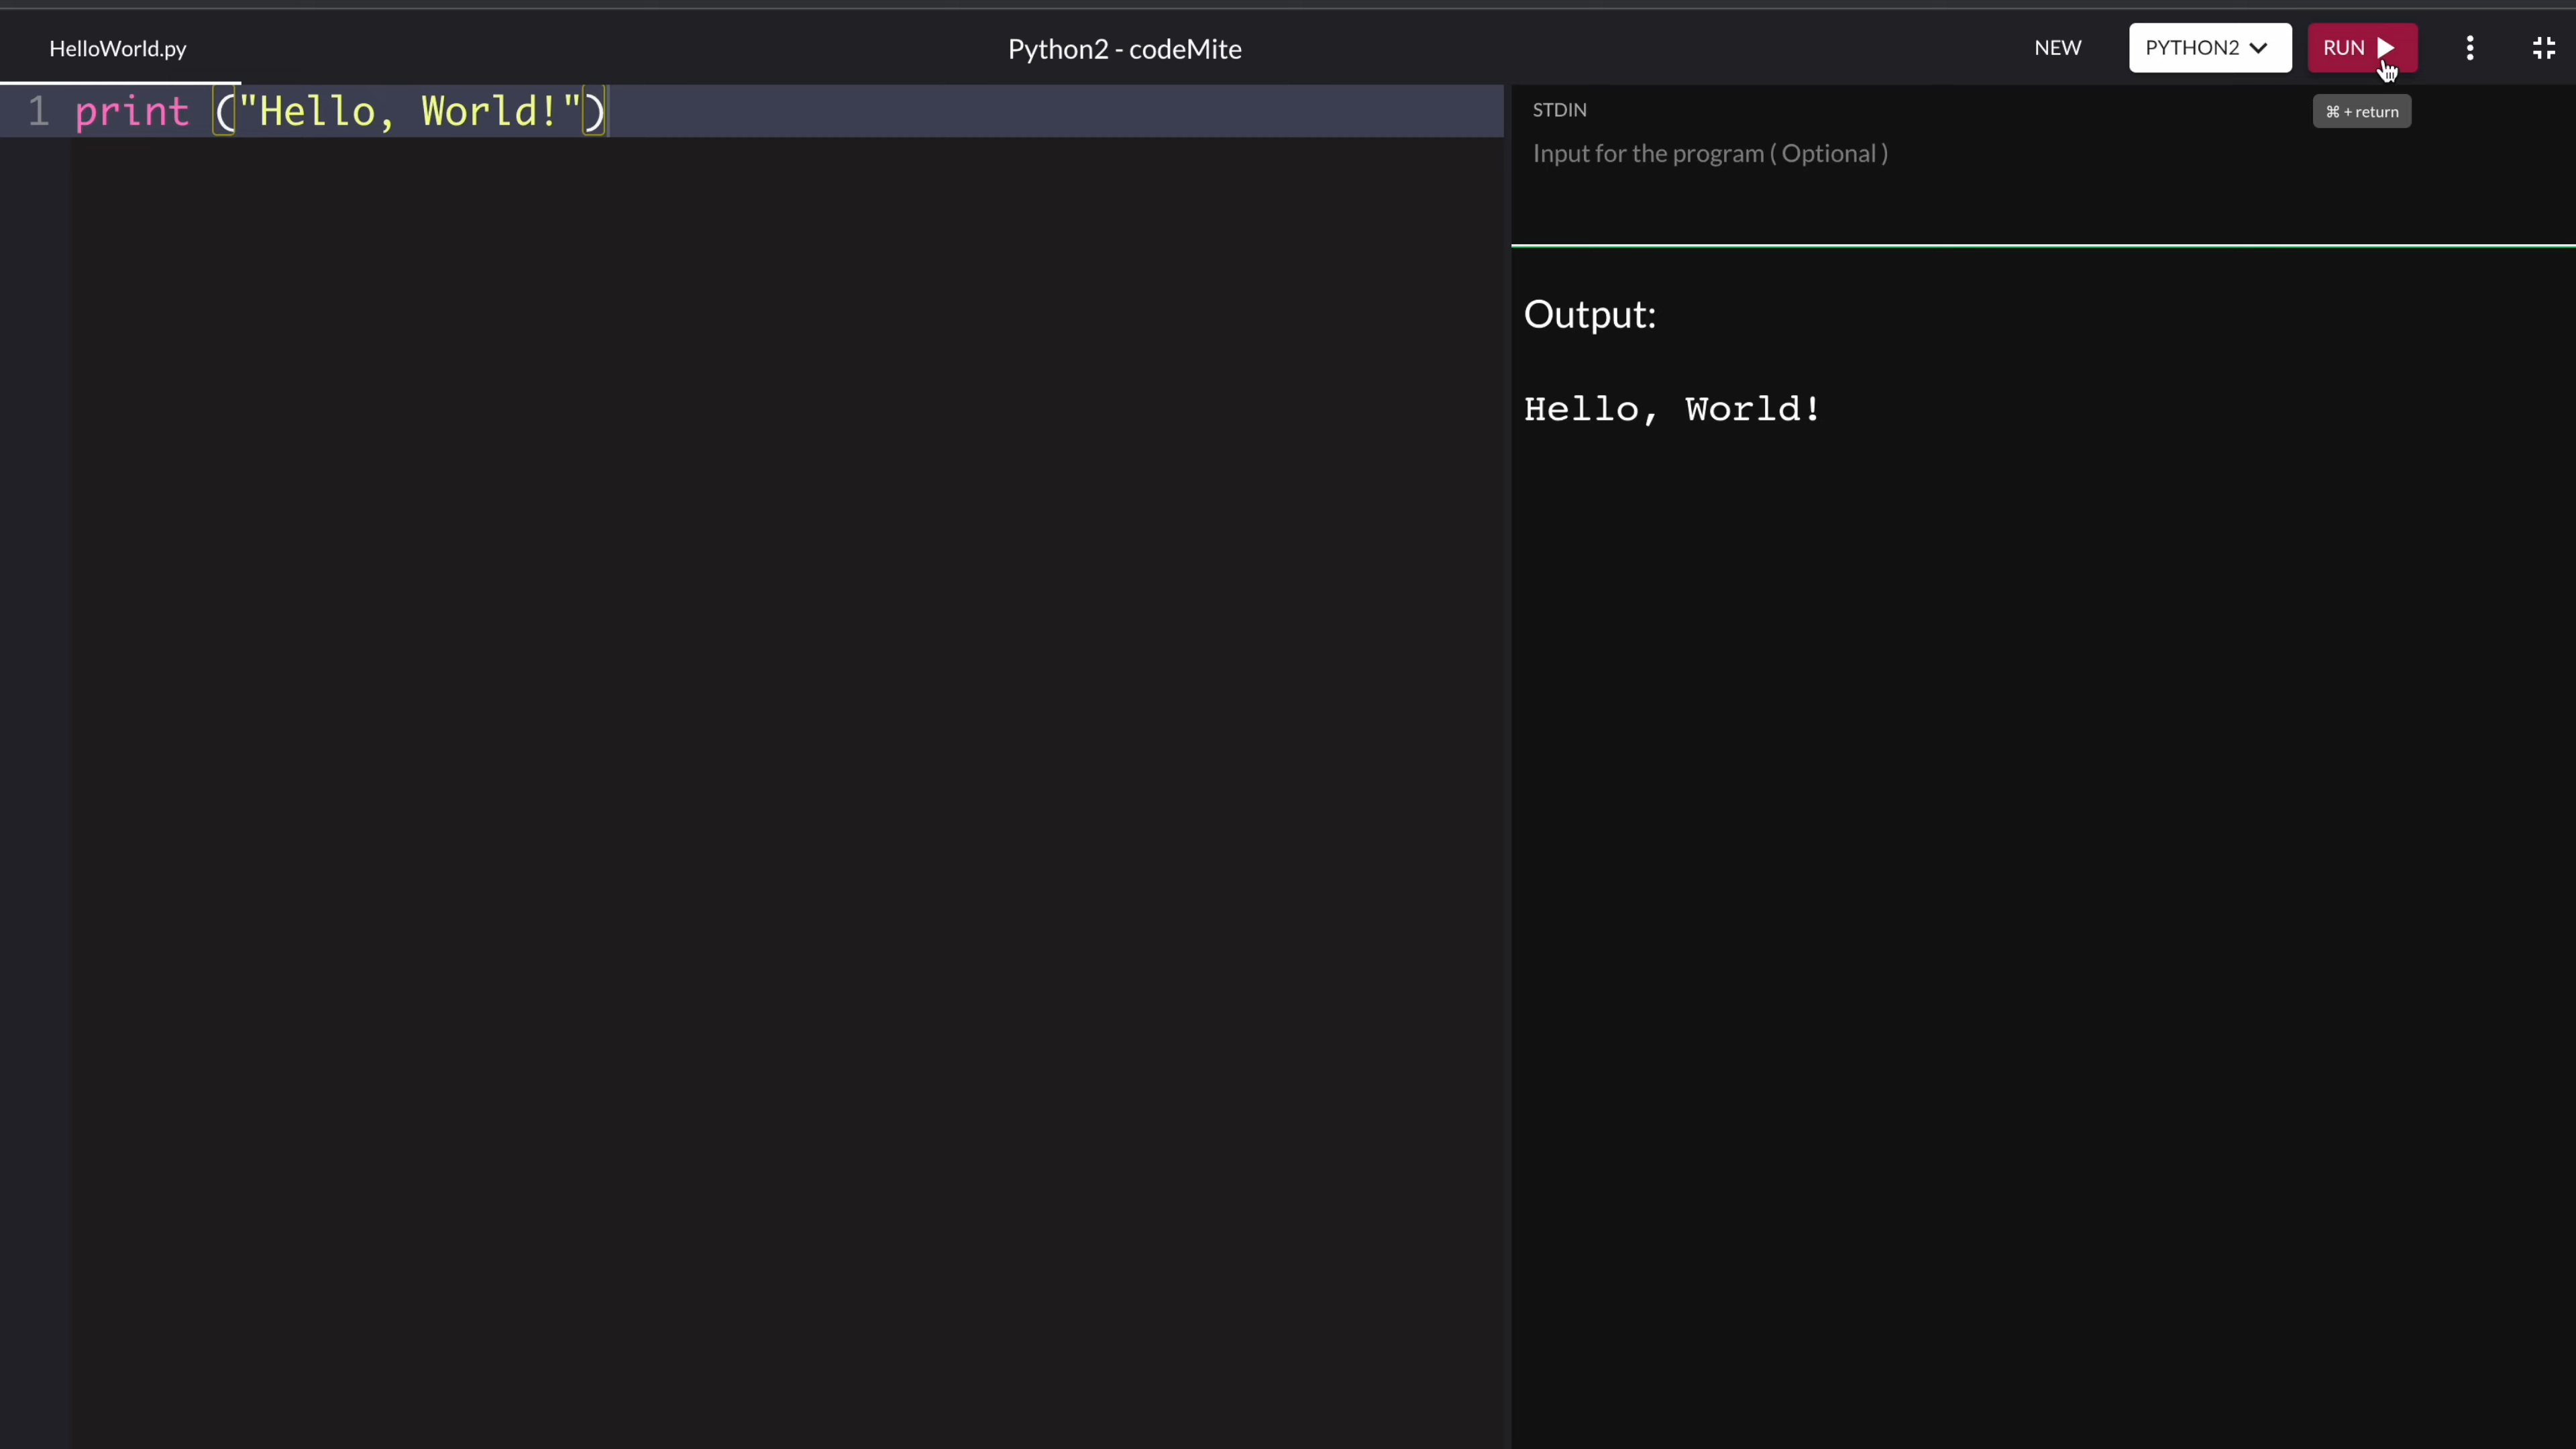 HelloWorld.py
Python2 - codeMite
NEW
PYTHON2
RUN
1 print ("Hello, World!")
STDIN
⌘ + return
Input for the program ( Optional )
Output:
Hello, World!